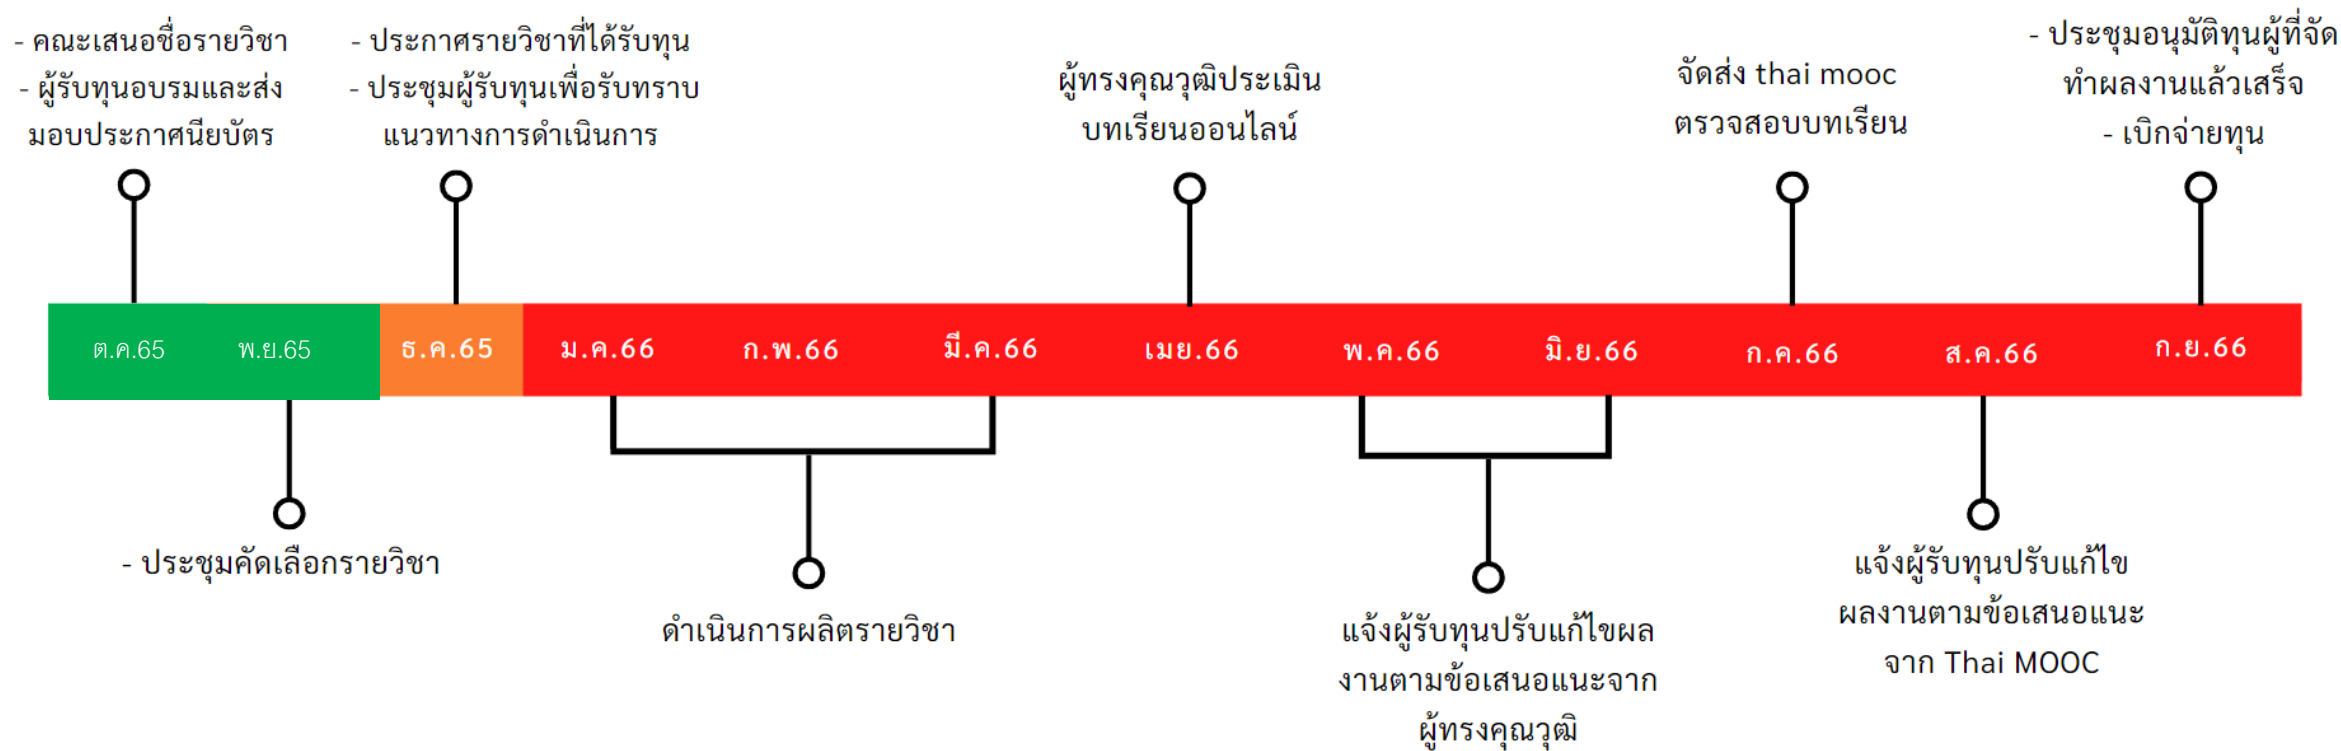 - คณะเสนอชื่อรายวิชา
- ผู้รับทุนอบรมและส่ง
มอบประกาศนียบัตร
- ประกาศรายวิชาที่ได้รับทุน
- ประชุมผู้รับทุนเพื่อรับทราบ
แนวทางการดำเนินการ
ผู้ทรงคุณวุฒิประเมิน
บทเรียนออนไลน์
จัดส่ง thai mooc
ตรวจสอบบทเรียน
- ประชุมอนุมัติทุนผู้ที่จัด
ทำผลงานแล้วเสร็จ
- เบิกจ่ายทุน
ต.ค.65
พ.ย.65
ธ.ค.65
ม.ค.66
ก.พ.66
มี.ค.66
เมย.66
พ.ค.66
มิ.ย.66
ก.ค.66
ส.ค.66
ก.ย.66
- ประชุมคัดเลือกรายวิชา
ดำเนินการผลิตรายวิชา
แจ้งผู้รับทุนปรับแก้ไขผล
งานตามข้อเสนอแนะจาก
ผู้ทรงคุณวุฒิ
แจ้งผู้รับทุนปรับแก้ไข
ผลงานตามข้อเสนอแนะ
จาก Thai MOOC